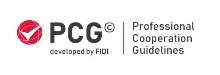 PCG©
developed by FIDI
Professional
Cooperation
Guidelines